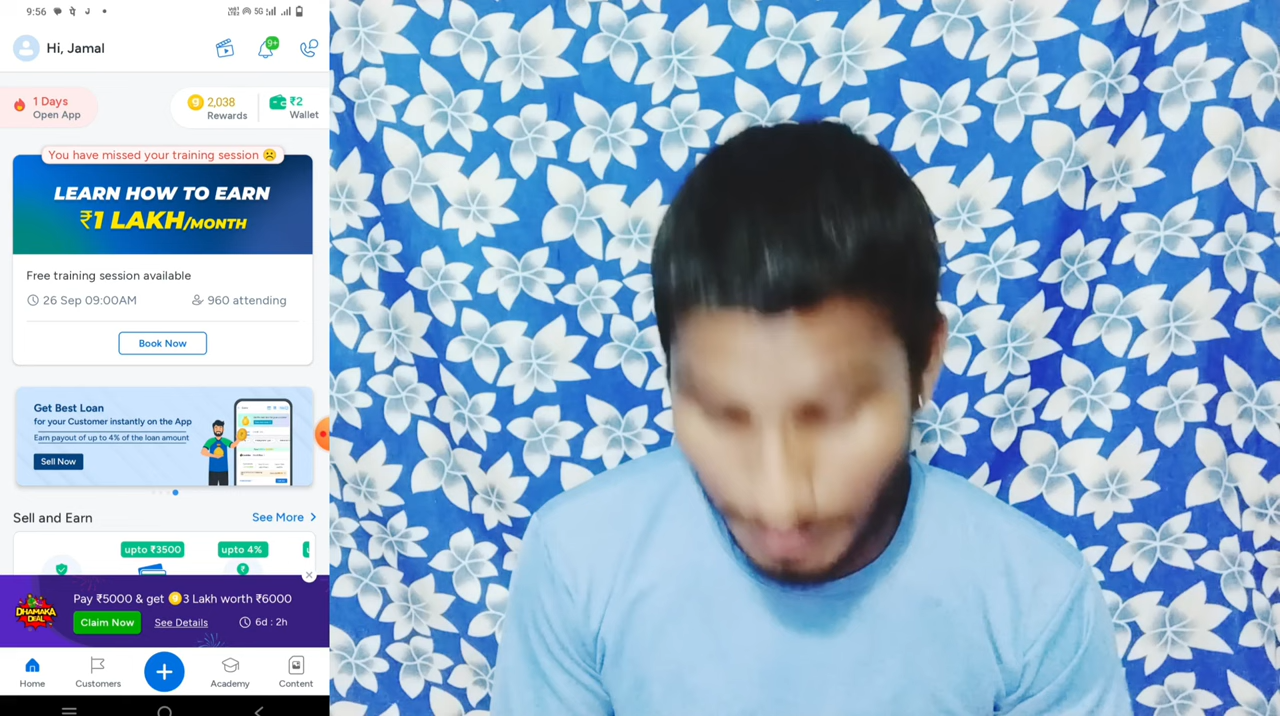 9:56
5G
Hi, Jamal
9+
1 Days
Open App
2,038
Rewards
₹2
Wallet
You have missed your training session
LEARN HOW TO EARN
₹1 LAKH/MONTH
Free training session available
26 Sep 09:00AM
960 attending
Book Now
Get Best Loan
for your Customer instantly on the App
Earn payout of up to 4% of the loan amount
Sell Now
Sell and Earn
See More
upto ₹3500
upto 4%
DHAMAKA
DEAL
Pay ₹5000 & get 3 Lakh worth ₹6000
Claim Now
See Details
6d : 2h
Home
Customers
Academy
Content